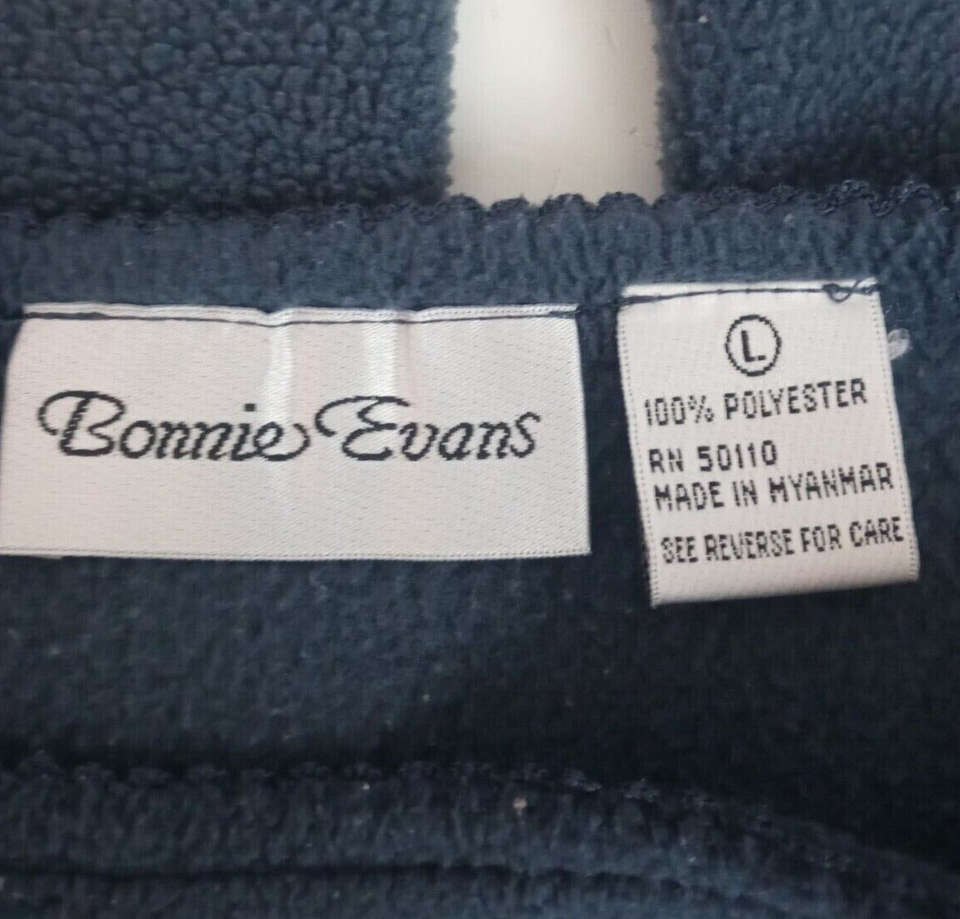 Bonnie Evans
L
100% POLYESTER
RN 50110
MADE IN MYANMAR
SEE REVERSE FOR CARE